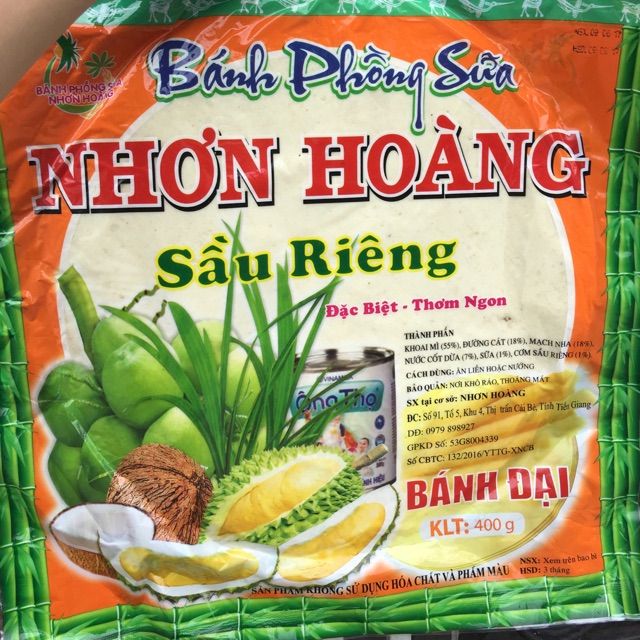 BÁNH PHỒNG SỮA
NHƠN HOÀNG
Bánh Phồng Sữa
NHƠN HOÀNG
Sầu Riêng
Đặc Biệt - Thơm Ngon
THÀNH PHẦN
KHOAI MÌ (55%), ĐƯỜNG CÁT (18%), MẠCH NHA (18%),
NƯỚC CỐT DỪA (7%), SỮA (1%), CƠM SẦU RIÊNG (1%).
CÁCH DÙNG: ĂN LIỀN HOẶC NƯỚNG
BẢO QUẢN: NƠI KHÔ RÁO, THOÁNG MÁT
SX tại cơ sở: NHƠN HOÀNG
ĐC: Số 91, Tổ 5, Khu 4, Thị trấn Cái Bè, Tỉnh Tiền Giang
DĐ: 0979 898927
GPKD Số: 53G8004339
Số CBTC: 132/2016/YTTG-XNCB
Ông Thọ
BÁNH ĐẠI
KLT: 400 g
NSX: Xem trên bao bì
HSD: 3 tháng
SẢN PHẨM KHÔNG SỬ DỤNG HÓA CHẤT VÀ PHẨM MÀU